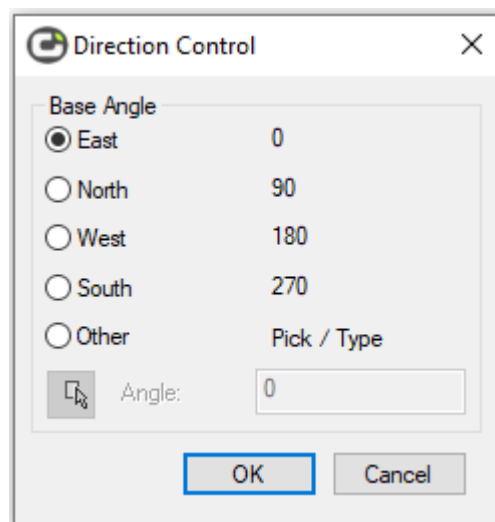 Direction Control
Base Angle
East 0
North 90
West 180
South 270
Other Pick / Type
Angle: 0
OK Cancel